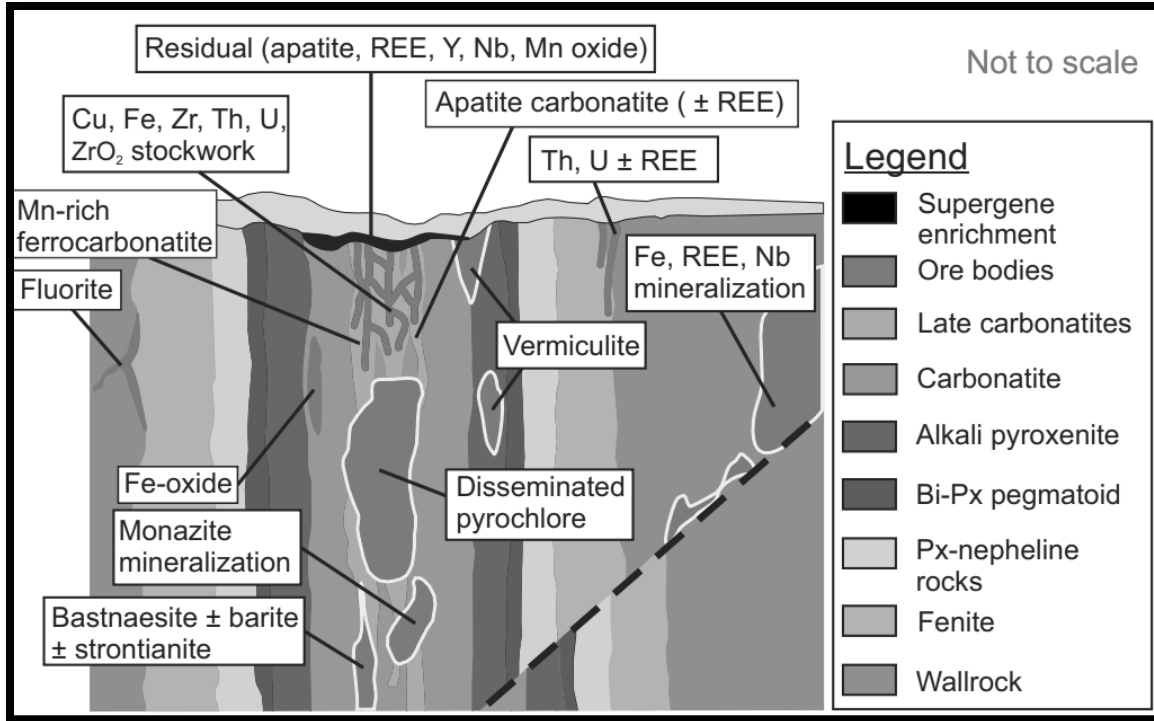 Residual (apatite, REE, Y, Nb, Mn oxide)
Not to scale
Cu, Fe, Zr, Th, U,
ZrO₂ stockwork
Apatite carbonatite ( ± REE)
Th, U ± REE
Mn-rich
ferrocarbonatite
Fluorite
Fe, REE, Nb
mineralization
Vermiculite
Fe-oxide
Disseminated
pyrochlore
Monazite
mineralization
Bastnaesite ± barite
± strontianite
Legend
Supergene
enrichment
Ore bodies
Late carbonatites
Carbonatite
Alkali pyroxenite
Bi-Px pegmatoid
Px-nepheline
rocks
Fenite
Wallrock